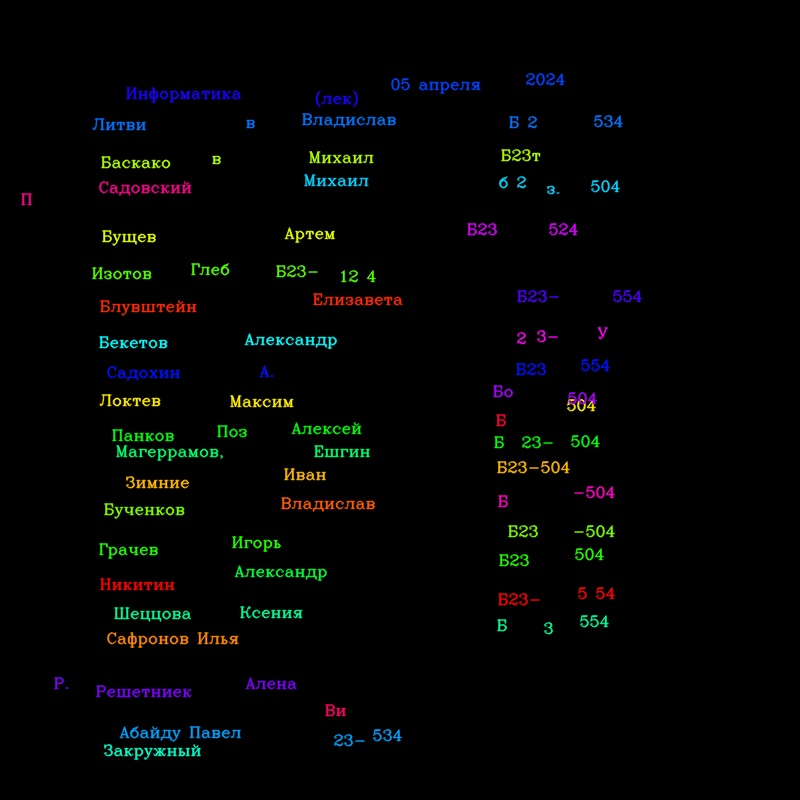 Информатика (лек) 05 апреля 2024
Литви в Владислав Б 2 534
Баскако в Михаил Б23т
П Садовский Михаил б 2 з. 504
Бущев Артем Б23 524
Изотов Глеб Б23- 12 4
Блувштейн Елизавета Б23- 554
Бекетов Александр 2 3- У
Садохин А. Б23 554
Локтев Максим Бо 504 504
Б
Панков Поз Алексей Б 23- 504
Магеррамов, Ешгин
Зимние Иван Б23-504
Бученков Владислав Б -504
Б23 -504
Грачев Игорь Б23 504
Никитин Александр Б23- 5 54
Шеццова Ксения Б 3 554
Сафронов Илья
Р. Решетниек Алена
Ви
Абайду Павел 23- 534
Закружный